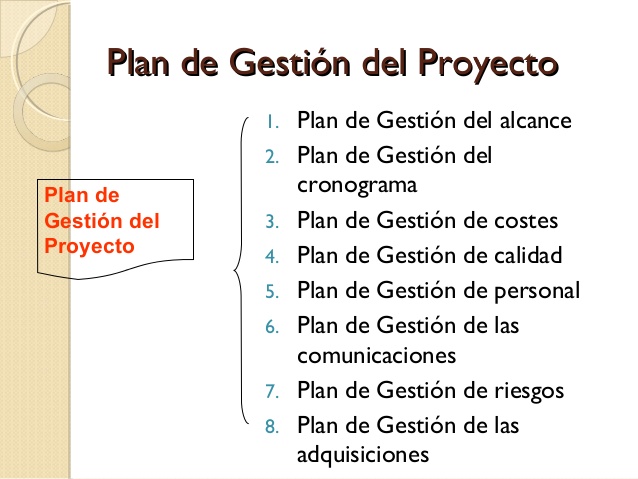 Plan de Gestión del Proyecto
Plan de
Gestión del
Proyecto
1. Plan de Gestión del alcance
2. Plan de Gestión del
cronograma
3. Plan de Gestión de costes
4. Plan de Gestión de calidad
5. Plan de Gestión de personal
6. Plan de Gestión de las
comunicaciones
7. Plan de Gestión de riesgos
8. Plan de Gestión de las
adquisiciones